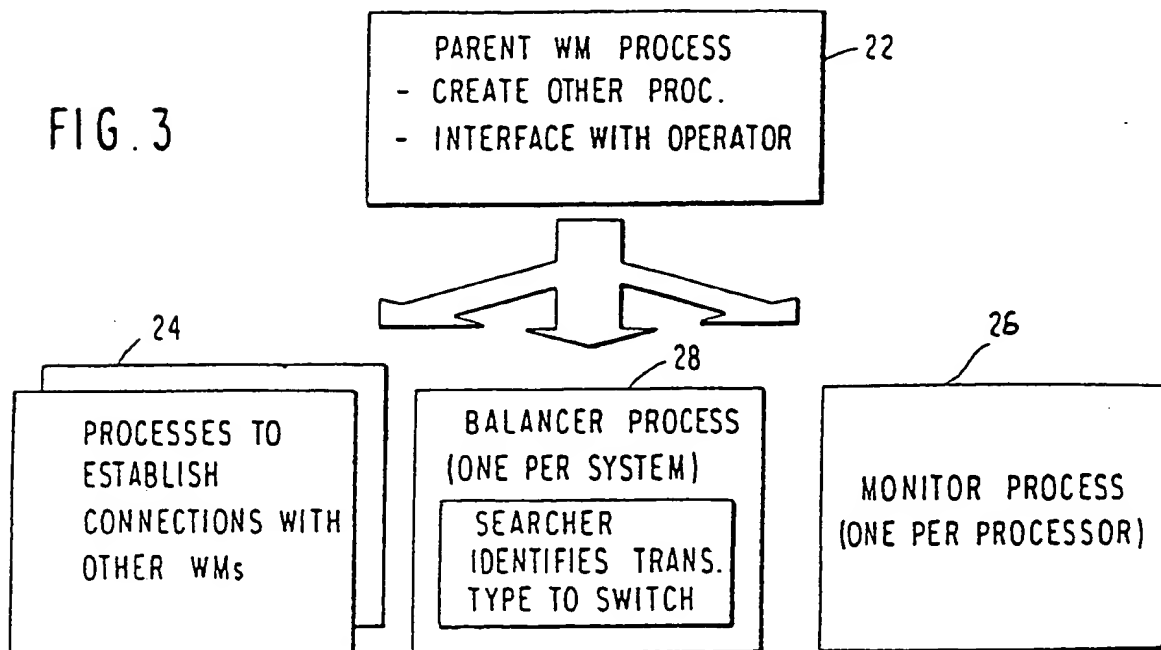 FIG. 3
PARENT WM PROCESS
- CREATE OTHER PROC.
- INTERFACE WITH OPERATOR
22
24
PROCESSES TO
ESTABLISH
CONNECTIONS WITH
OTHER WMs
28
BALANCER PROCESS
(ONE PER SYSTEM)
SEARCHER
IDENTIFIES TRANS.
TYPE TO SWITCH
26
MONITOR PROCESS
(ONE PER PROCESSOR)